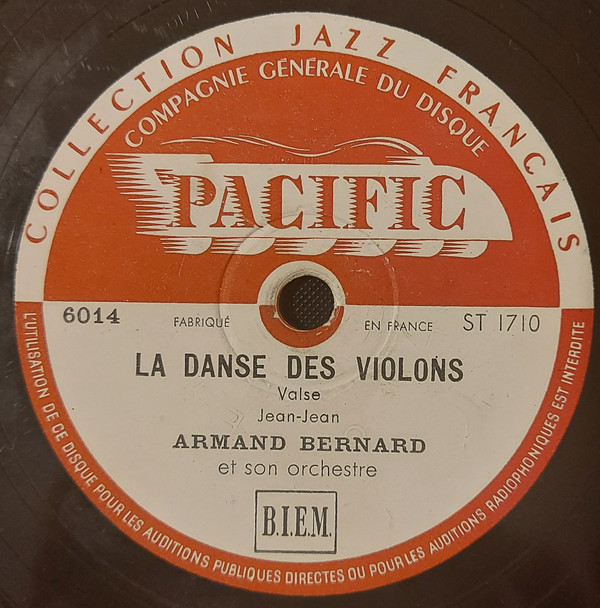 COLLECTION JAZZ FRANÇAIS
COMPAGNIE GÉNÉRALE DU DISQUE
PACIFIC
6014 FABRIQUÉ EN FRANCE ST 1710
LA DANSE DES VIOLONS
Valse
Jean-Jean
ARMAND BERNARD
et son orchestre
B.I.E.M.
L'UTILISATION DE CE DISQUE POUR LES AUDITIONS PUBLIQUES DIRECTES OU POUR LES AUDITIONS RADIOPHONIQUES EST INTERDITE